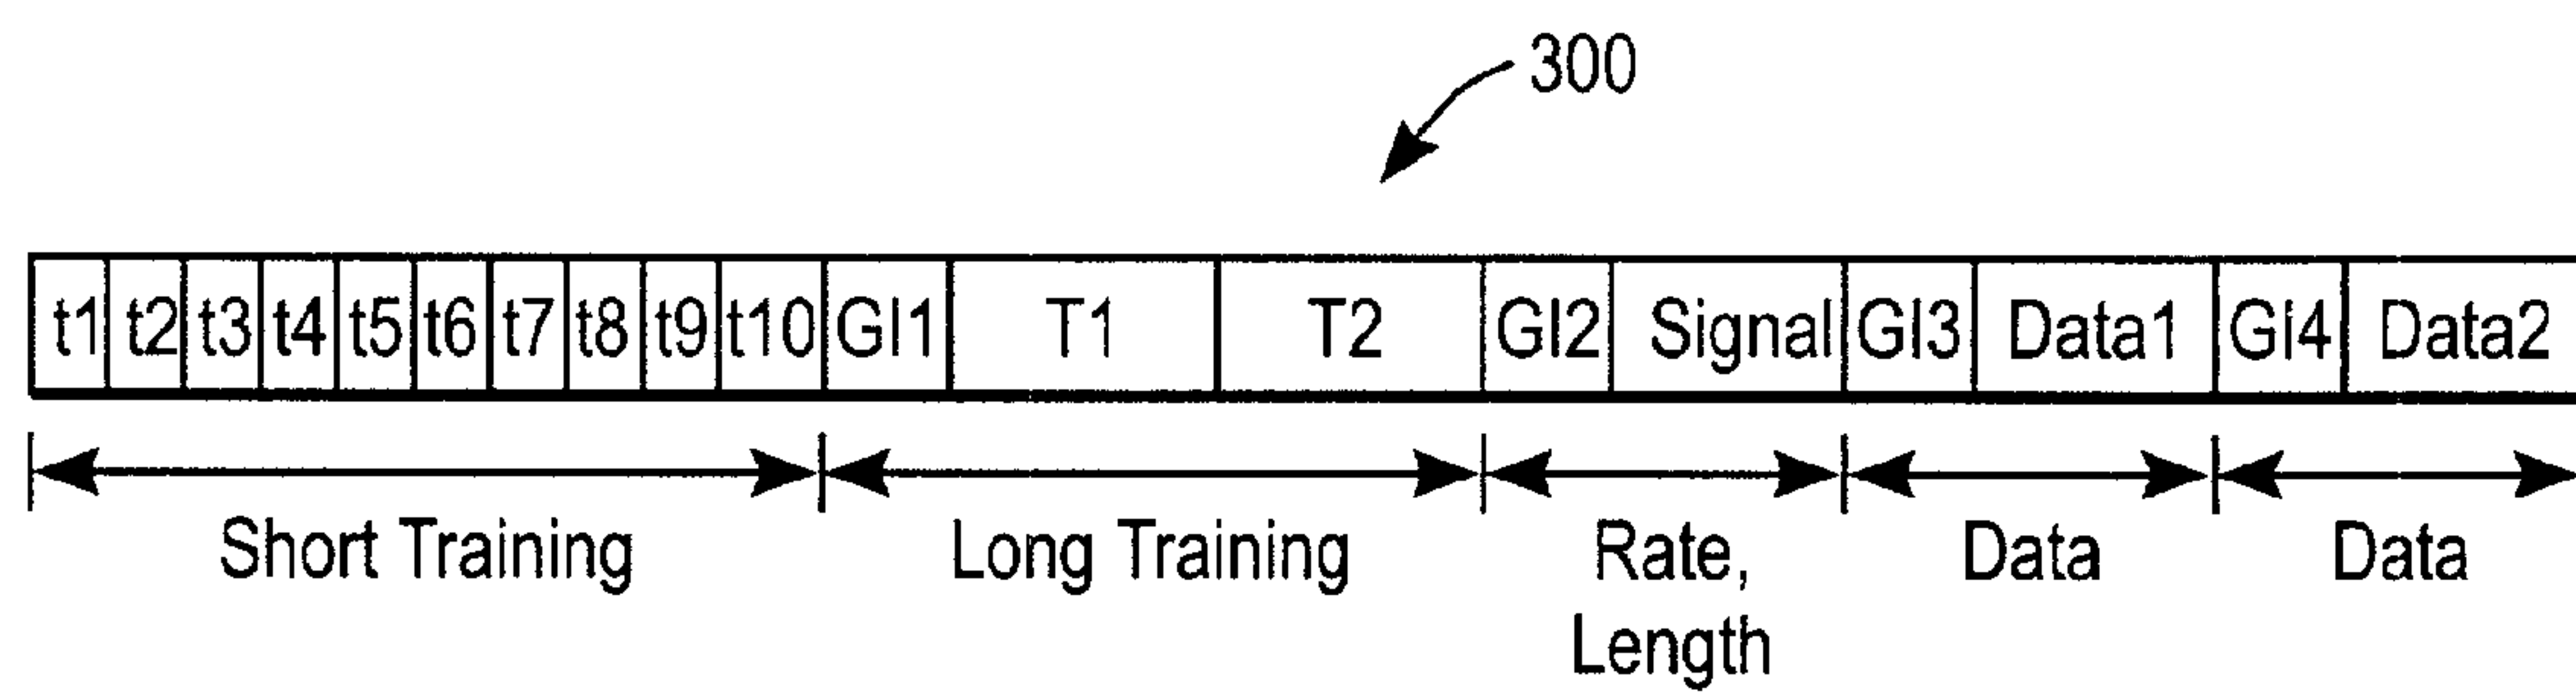 300
t1 t2 t3 t4 t5 t6 t7 t8 t9 t10 GI1 T1 T2 GI2 Signal GI3 Data1 GI4 Data2
Short Training Long Training Rate, Data Data
Length